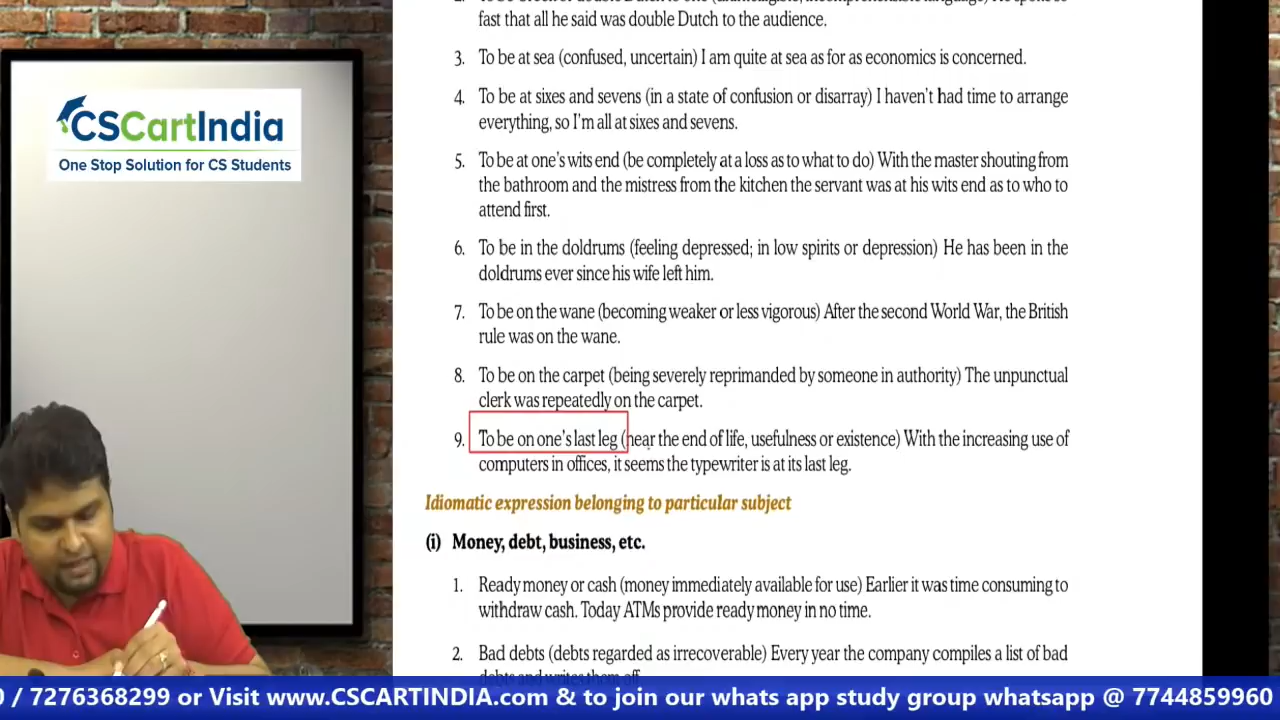 CSCartIndia
One Stop Solution for CS Students
fast that all he said was double Dutch to the audience.
3. To be at sea (confused, uncertain) I am quite at sea as for as economics is concerned.
4. To be at sixes and sevens (in a state of confusion or disarray) I haven't had time to arrange
everything, so I'm all at sixes and sevens.
5. To be at one's wits end (be completely at a loss as to what to do) With the master shouting from
the bathroom and the mistress from the kitchen the servant was at his wits end as to who to
attend first.
6. To be in the doldrums (feeling depressed; in low spirits or depression) He has been in the
doldrums ever since his wife left him.
7. To be on the wane (becoming weaker or less vigorous) After the second World War, the British
rule was on the wane.
8. To be on the carpet (being severely reprimanded by someone in authority) The unpunctual
clerk was repeatedly on the carpet.
9. To be on one's last leg (near the end of life, usefulness or existence) With the increasing use of
computers in offices, it seems the typewriter is at its last leg.
Idiomatic expression belonging to particular subject
(i) Money, debt, business, etc.
1. Ready money or cash (money immediately available for use) Earlier it was time consuming to
withdraw cash. Today ATMs provide ready money in no time.
2. Bad debts (debts regarded as irrecoverable) Every year the company compiles a list of bad
debts and writes them off.
0 / 7276368299 or Visit www.CSCARTINDIA.com & to join our whats app study group whatsapp @ 7744859960